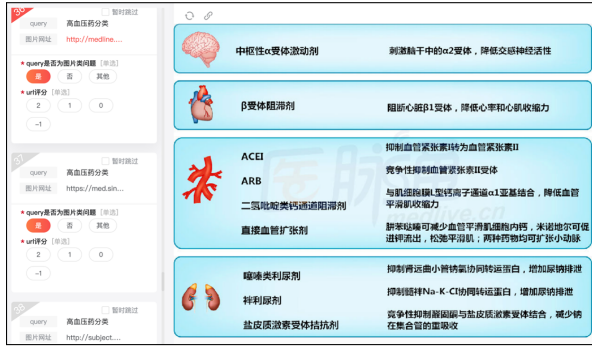 36
暂时跳过
query
高血压药分类
图片网址
http://medline....
* query是否为图片类问题 [单选]
是
否
其他
* url评分 [单选]
2
1
0
-1
37
暂时跳过
query
高血压药分类
图片网址
https://med.sin...
* query是否为图片类问题 [单选]
是
否
其他
* url评分 [单选]
2
1
0
-1
38
暂时跳过
query
高血压药分类
图片网址
http://subject....
中枢性α受体激动剂
刺激脑干中的α2受体，降低交感神经活性
β受体阻滞剂
阻断心脏β1受体，降低心率和心肌收缩力
ACEI
抑制血管紧张素I转为血管紧张素II
ARB
竞争性抑制血管紧张素II受体
二氢吡啶类钙通道阻滞剂
与肌细胞膜L型钙离子通道α1亚基结合，降低血管
平滑肌收缩力
直接血管扩张剂
肼苯哒嗪可减少血管平滑肌细胞内钙，米诺地尔可促
进钾流出，松弛平滑肌；两种药物均可扩张小动脉
医脉通
medlive.cn
噻嗪类利尿剂
抑制肾远曲小管钠氯协同转运蛋白，增加尿钠排泄
袢利尿剂
抑制髓袢Na-K-Cl协同转运蛋白，增加尿钠排泄
盐皮质激素受体拮抗剂
竞争性抑制醛固酮与盐皮质激素受体结合，减少钠
在集合管的重吸收